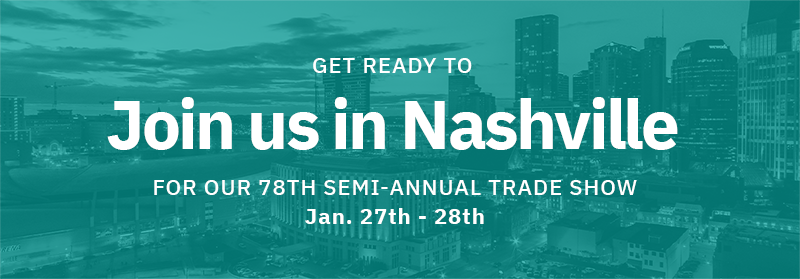 GET READY TO
Join us in Nashville
FOR OUR 78TH SEMI-ANNUAL TRADE SHOW
Jan. 27th - 28th